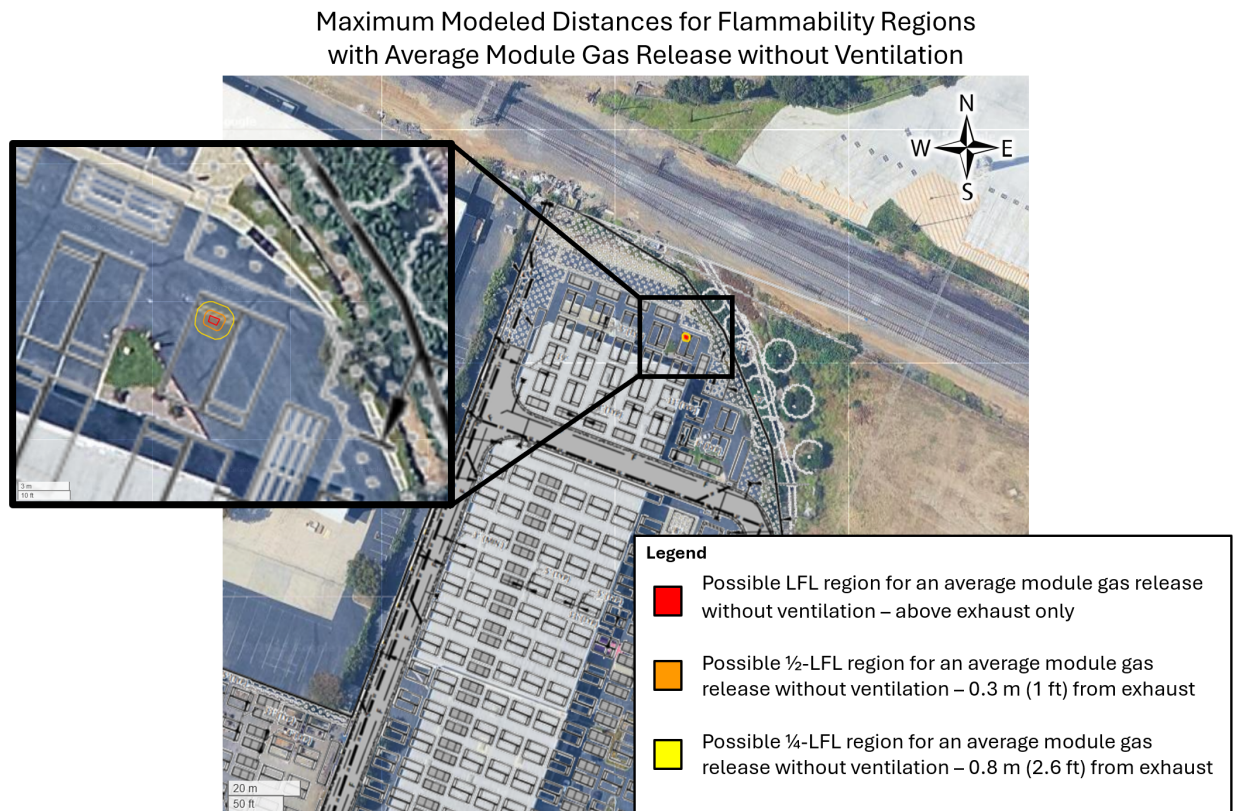 Maximum Modeled Distances for Flammability Regions
with Average Module Gas Release without Ventilation
N
W E
S
3 m
10 ft
(TYP)
5' (TYP)
Legend
Possible LFL region for an average module gas release
without ventilation – above exhaust only
Possible ½-LFL region for an average module gas
release without ventilation – 0.3 m (1 ft) from exhaust
Possible ¼-LFL region for an average module gas
release without ventilation – 0.8 m (2.6 ft) from exhaust
20 m
50 ft